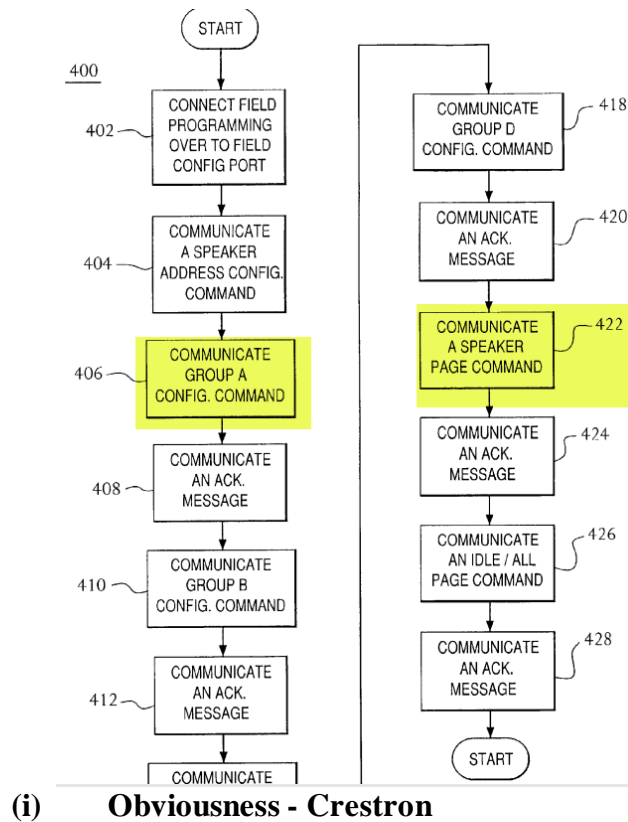 START
400
402
CONNECT FIELD
PROGRAMMING
OVER TO FIELD
CONFIG PORT
404
COMMUNICATE
A SPEAKER
ADDRESS CONFIG.
COMMAND
406
COMMUNICATE
GROUP A
CONFIG. COMMAND
408
COMMUNICATE
AN ACK.
MESSAGE
410
COMMUNICATE
GROUP B
CONFIG. COMMAND
412
COMMUNICATE
AN ACK.
MESSAGE
COMMUNICATE
COMMUNICATE
GROUP D
CONFIG. COMMAND
418
COMMUNICATE
AN ACK.
MESSAGE
420
COMMUNICATE
A SPEAKER
PAGE COMMAND
422
COMMUNICATE
AN ACK.
MESSAGE
424
COMMUNICATE
AN IDLE / ALL
PAGE COMMAND
426
COMMUNICATE
AN ACK.
MESSAGE
428
START
(i) Obviousness - Crestron